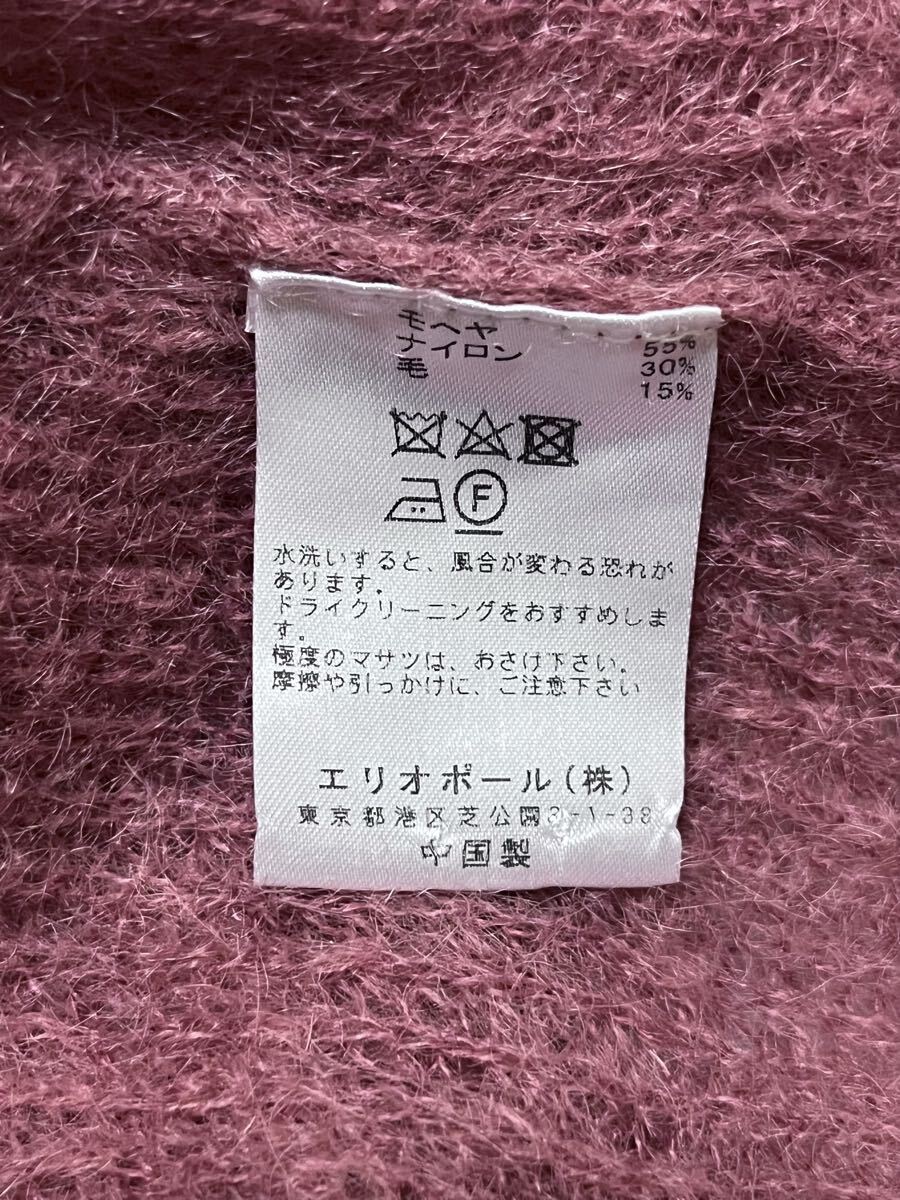 モヘヤ 55%
ナイロン 30%
毛 15%
F
水洗いすると、風合が変わる恐れが
あります。
ドライクリーニングをおすすめしま
す。
極度のマサツは、おさけ下さい。
摩擦や引っかけに、ご注意下さい
エリオポール(株)
東京都港区芝公園3-1-38
中国製